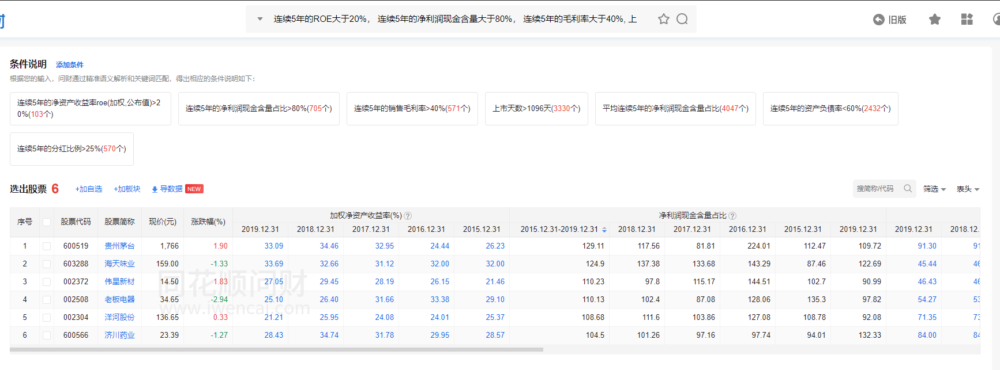 连续5年的ROE大于20%， 连续5年的净利润现金含量大于80%， 连续5年的毛利率大于40%, 上
旧版
条件说明 添加条件
根据您的输入，问财通过精准语义解析和关键词匹配，得出相应的条件说明如下：
连续5年的净资产收益率roe(加权,公布值)>2
0%(103个)
连续5年的净利润现金含量占比>80%(705个)
连续5年的销售毛利率>40%(571个)
上市天数>1096天(3330个)
平均连续5年的净利润现金含量占比(4047个)
连续5年的资产负债率<60%(2432个)
连续5年的分红比例>25%(570个)
选出股票 6 +加自选 +加板块 导数据 NEW
搜简称/代码 筛选 表头
序号 股票代码 股票简称 现价(元) 涨跌幅(%) 加权净资产收益率(%) 净利润现金含量占比
2019.12.31 2018.12.31 2017.12.31 2016.12.31 2015.12.31 2015.12.31-2019.12.31 2018.12.31 2017.12.31 2016.12.31 2015.12.31 2019.12.31 2019.12.31 2018.12.
1 600519 贵州茅台 1,766 1.90 33.09 34.46 32.95 24.44 26.23 129.11 117.56 81.81 224.01 112.47 109.72 91.30 91
2 603288 海天味业 159.00 -1.33 33.69 32.66 31.12 32.00 32.00 124.9 137.38 133.68 143.29 87.46 122.69 45.44 46
3 002372 伟星新材 14.50 1.83 27.05 29.45 28.19 26.15 21.46 110.23 97.8 115.17 144.51 102.7 90.99 46.43 46
4 002508 老板电器 34.65 -2.94 25.10 26.40 31.66 33.38 29.10 110.13 102.4 87.08 128.06 135.3 97.82 54.27 53
5 002304 洋河股份 136.65 0.33 21.21 25.95 24.08 24.01 25.37 108.68 111.6 103.86 127.08 108.78 92.08 71.35 73
6 600566 济川药业 23.39 -1.27 28.43 34.74 31.78 29.95 28.57 104.5 101.26 97.16 97.74 94.01 132.33 84.00 84
同花顺问财
www.iwencai.com